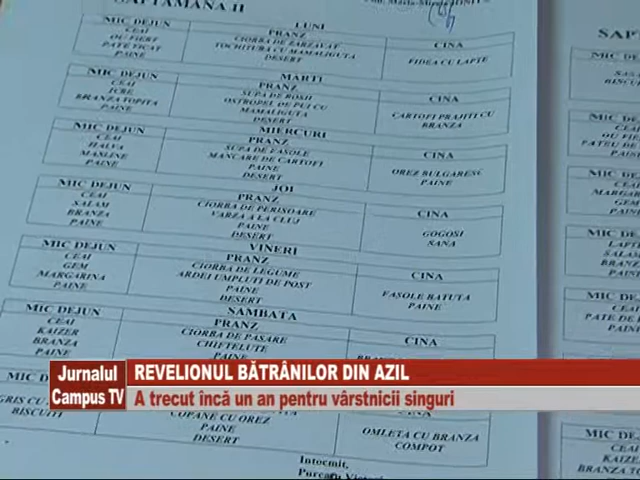 SAPTAMANA II
LUNI
MIC DEJUN
CEAI
OU FIERT
PATE VICAT
PAINE
PRANZ
CIORBA DE ZARZAVAT
TOCHITURA CU MAMALIGUTA
DESERT
CINA
FIDEA CU LAPTE
MARTI
MIC DEJUN
CEAI
ICRE
BRANZA TOPITA
PAINE
PRANZ
SUPA DE ROSII
OSTROPEL DE PUI CU
MAMALIGUTA
DESERT
CINA
CARTOFI PRAJITI CU
BRANZA
MIERCURI
MIC DEJUN
CEAI
HALVA
MASLINE
PAINE
PRANZ
SUPA DE FASOLE
MANCARE DE CARTOFI
PAINE
DESERT
CINA
OREZ BULGARESC
PAINE
JOI
MIC DEJUN
CEAI
SALAM
BRANZA
PAINE
PRANZ
CIORBA DE PERISOARE
VARZA A LA CLUJ
PAINE
DESERT
CINA
GOGOSI
SANA
VINERI
MIC DEJUN
CEAI
GEM
MARGARINA
PAINE
PRANZ
CIORBA DE LEGUME
ARDEI UMPLUTI DE POST
PAINE
DESERT
CINA
FASOLE BATUTA
PAINE
SAMBATA
MIC DEJUN
CEAI
KAIZER
BRANZA
PAINE
PRANZ
CIORBA DE PASARE
CHIFTELUTE
PAINE
CINA
MIC D
GRIS CU
BISCUITI
COPANE CU OREZ
PAINE
DESERT
CINA
OMLETA CU BRANZA
COMPOT
Intocmit,
Jurnalul
Campus TV
REVELIONUL BĂTRÂNILOR DIN AZIL
A trecut încă un an pentru vârstnicii singuri